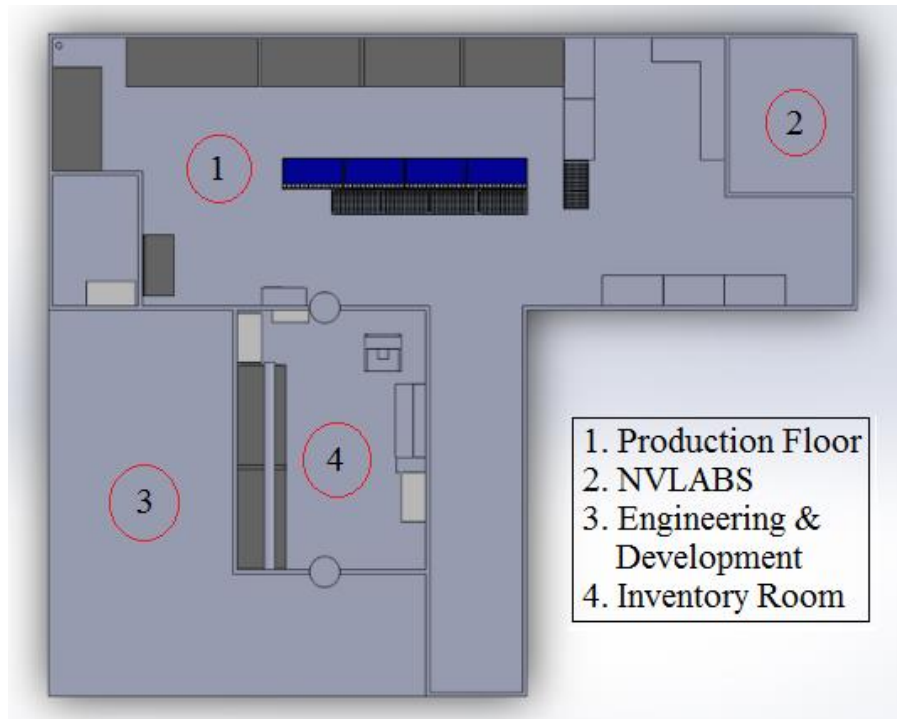 1
2
3
4
1. Production Floor
2. NVLABS
3. Engineering &
Development
4. Inventory Room